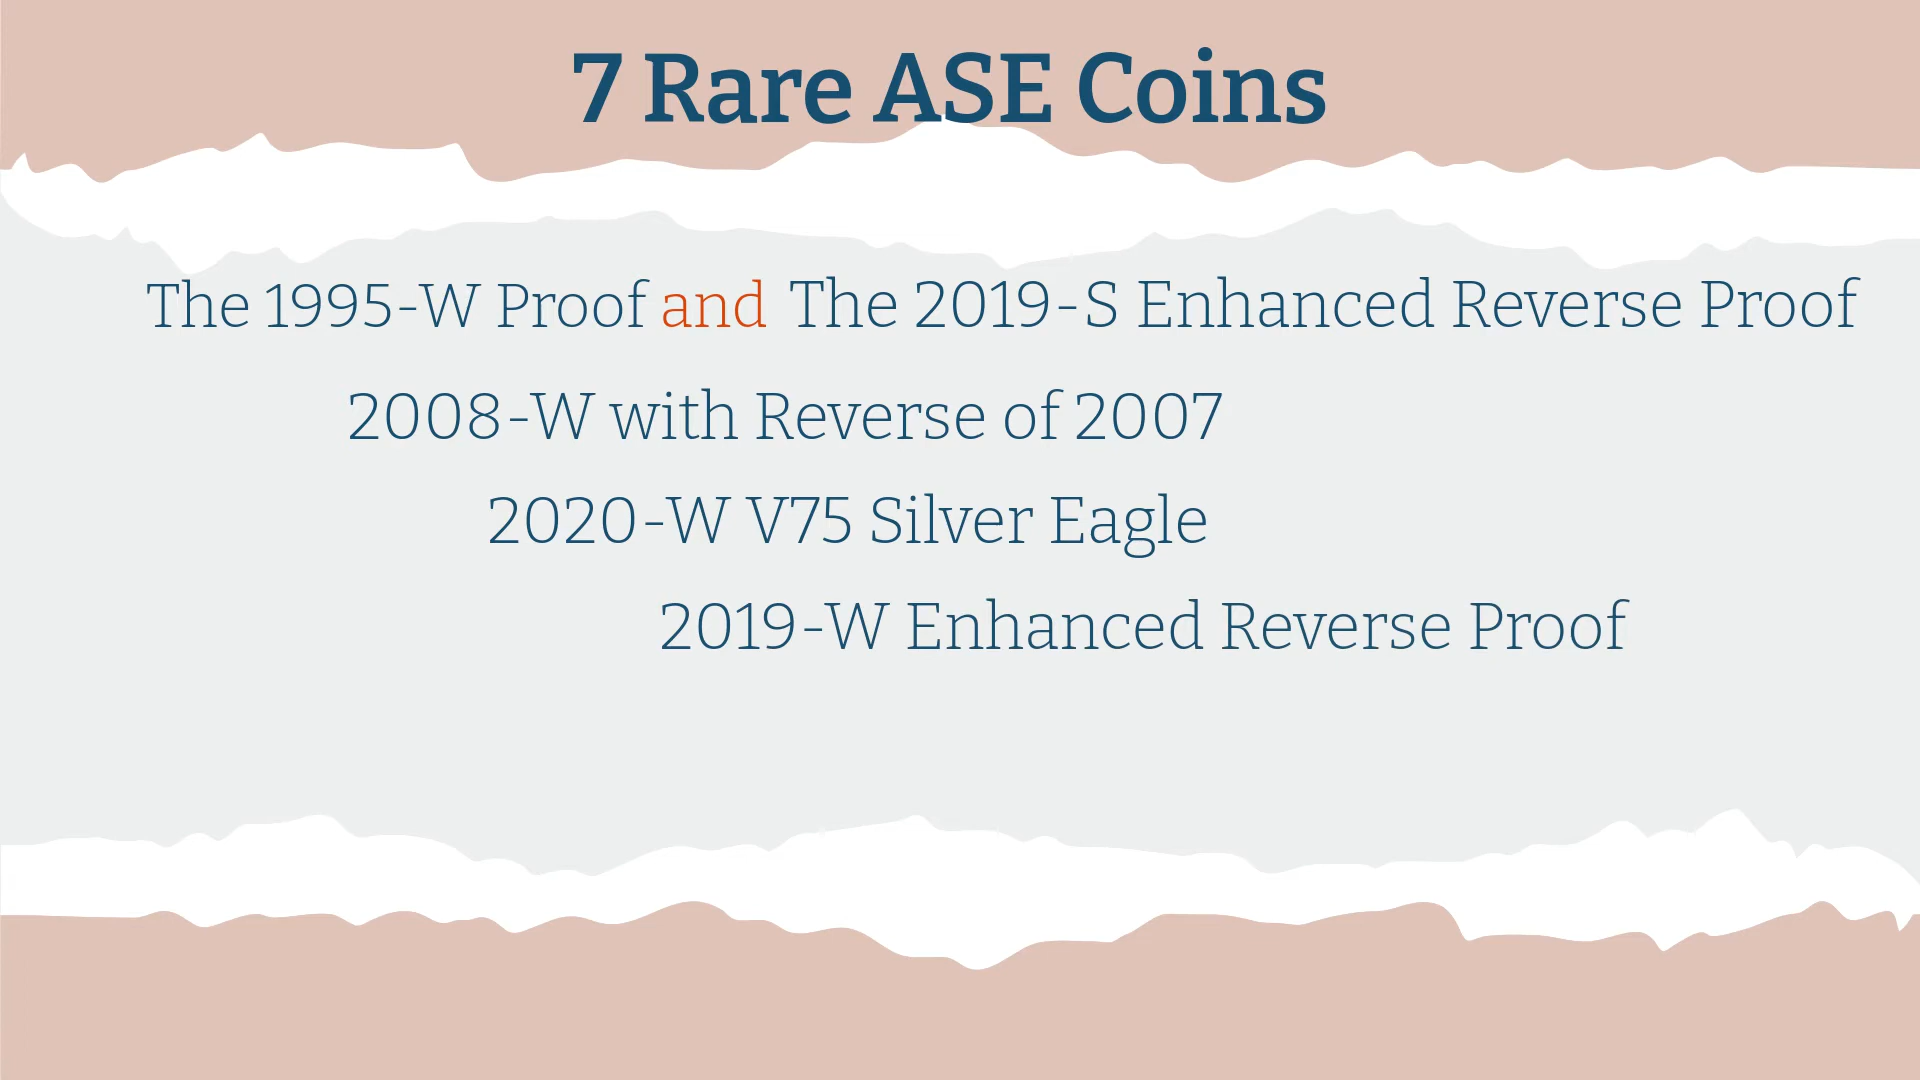 7 Rare ASE Coins
The 1995-W Proof and The 2019-S Enhanced Reverse Proof
2008-W with Reverse of 2007
2020-W V75 Silver Eagle
2019-W Enhanced Reverse Proof